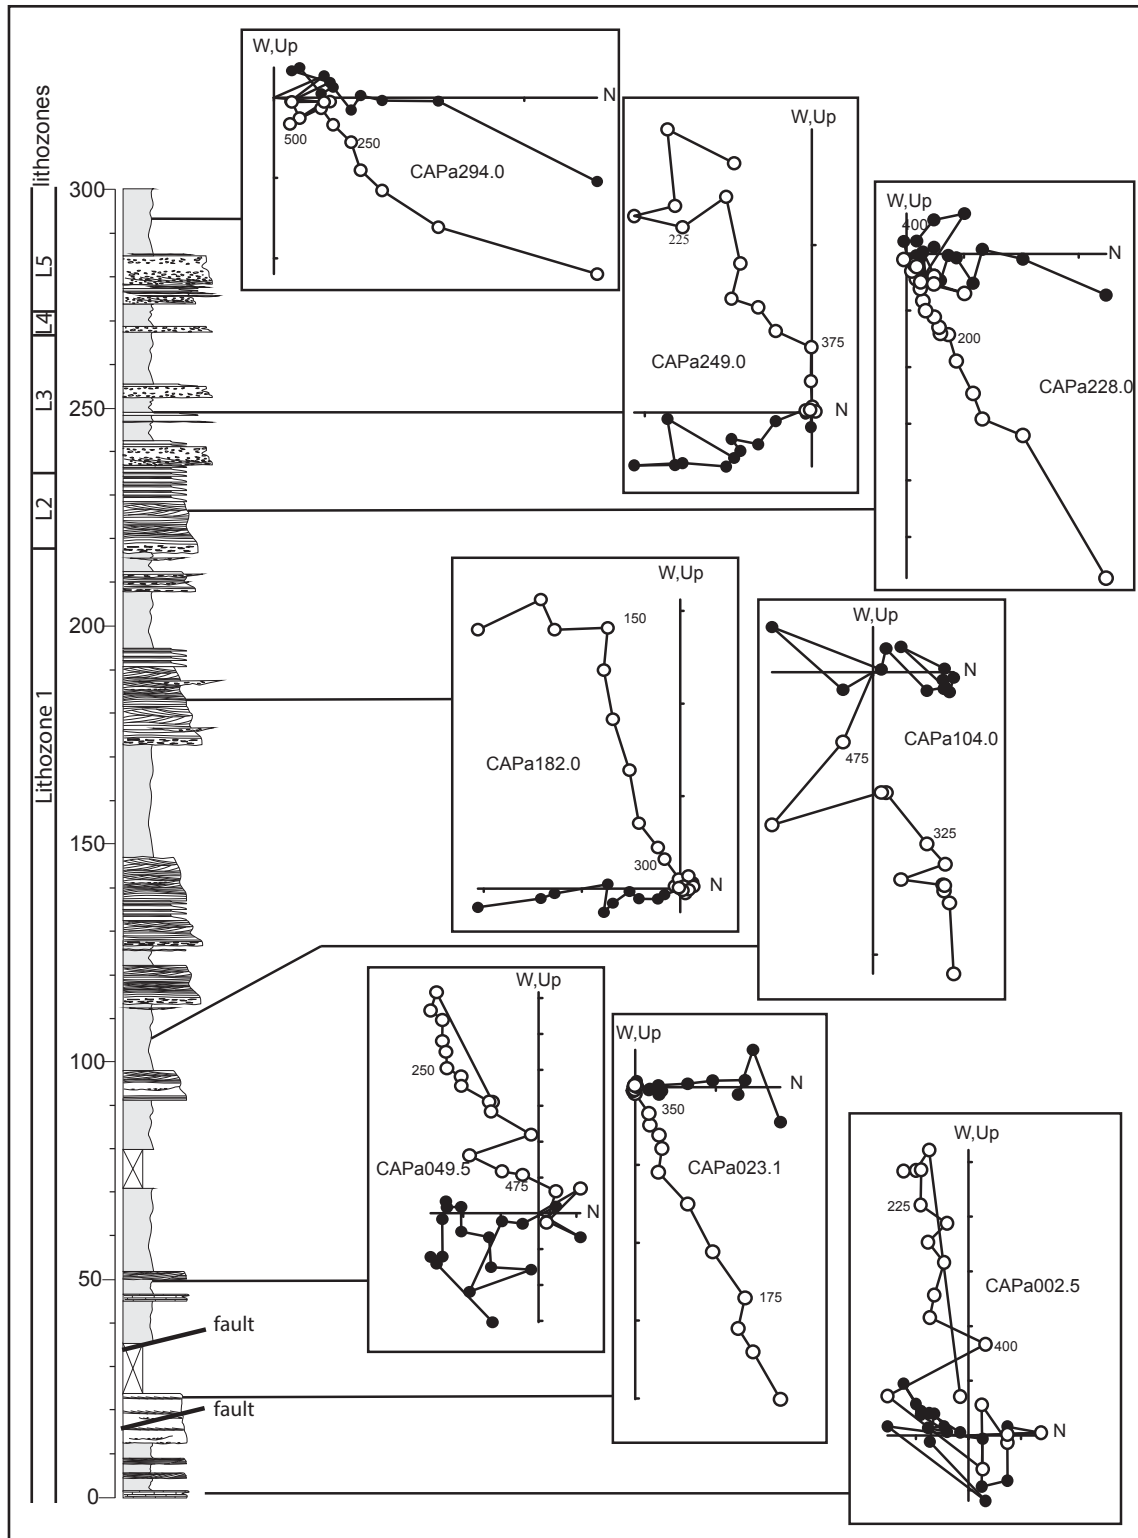 lithozones
L5
L4
L3
L2
Lithozone 1
300
250
200
150
100
50
0
fault
fault
W,Up
N
500
250
CAPa294.0
W,Up
N
225
375
CAPa249.0
W,Up
N
400
200
CAPa228.0
W,Up
N
150
300
CAPa182.0
W,Up
N
475
325
CAPa104.0
W,Up
N
250
475
CAPa049.5
W,Up
N
350
175
CAPa023.1
W,Up
N
225
400
CAPa002.5